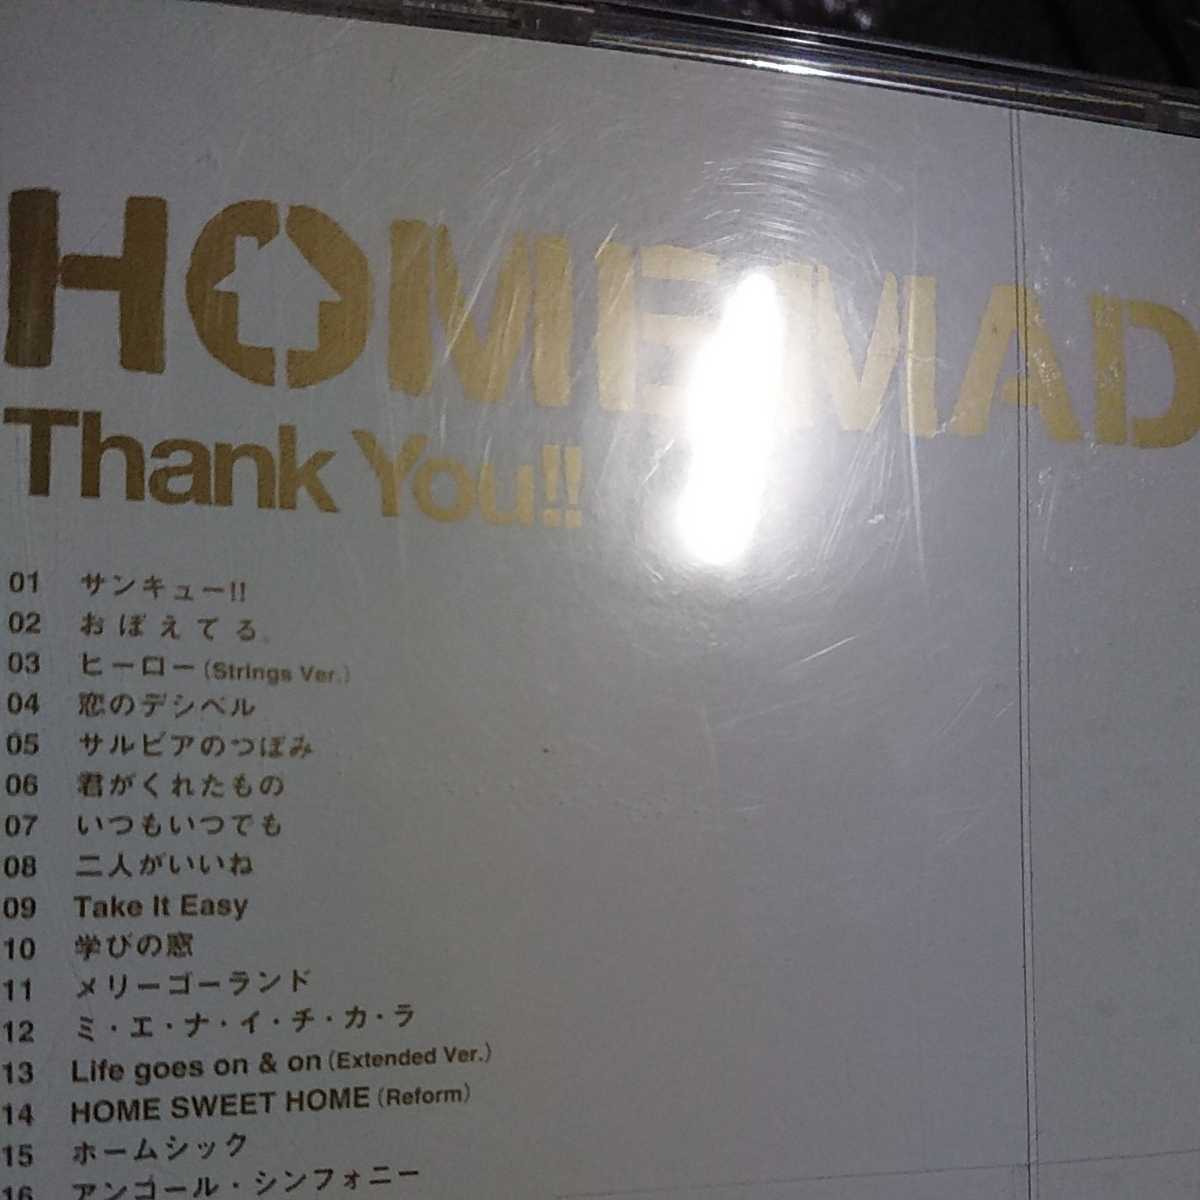 HOME MAD
Thank You!!
01 サンキュー!!
02 おぼえてる。
03 ヒーロー (Strings Ver.)
04 恋のデシベル
05 サルビアのつぼみ
06 君がくれたもの
07 いつもいつでも
08 二人がいいね
09 Take It Easy
10 学びの窓
11 メリーゴーランド
12 ミ・エ・ナ・イ・チ・カ・ラ
13 Life goes on & on (Extended Ver.)
14 HOME SWEET HOME (Reform)
15 ホームシック
16 アンコール・シンフォニー